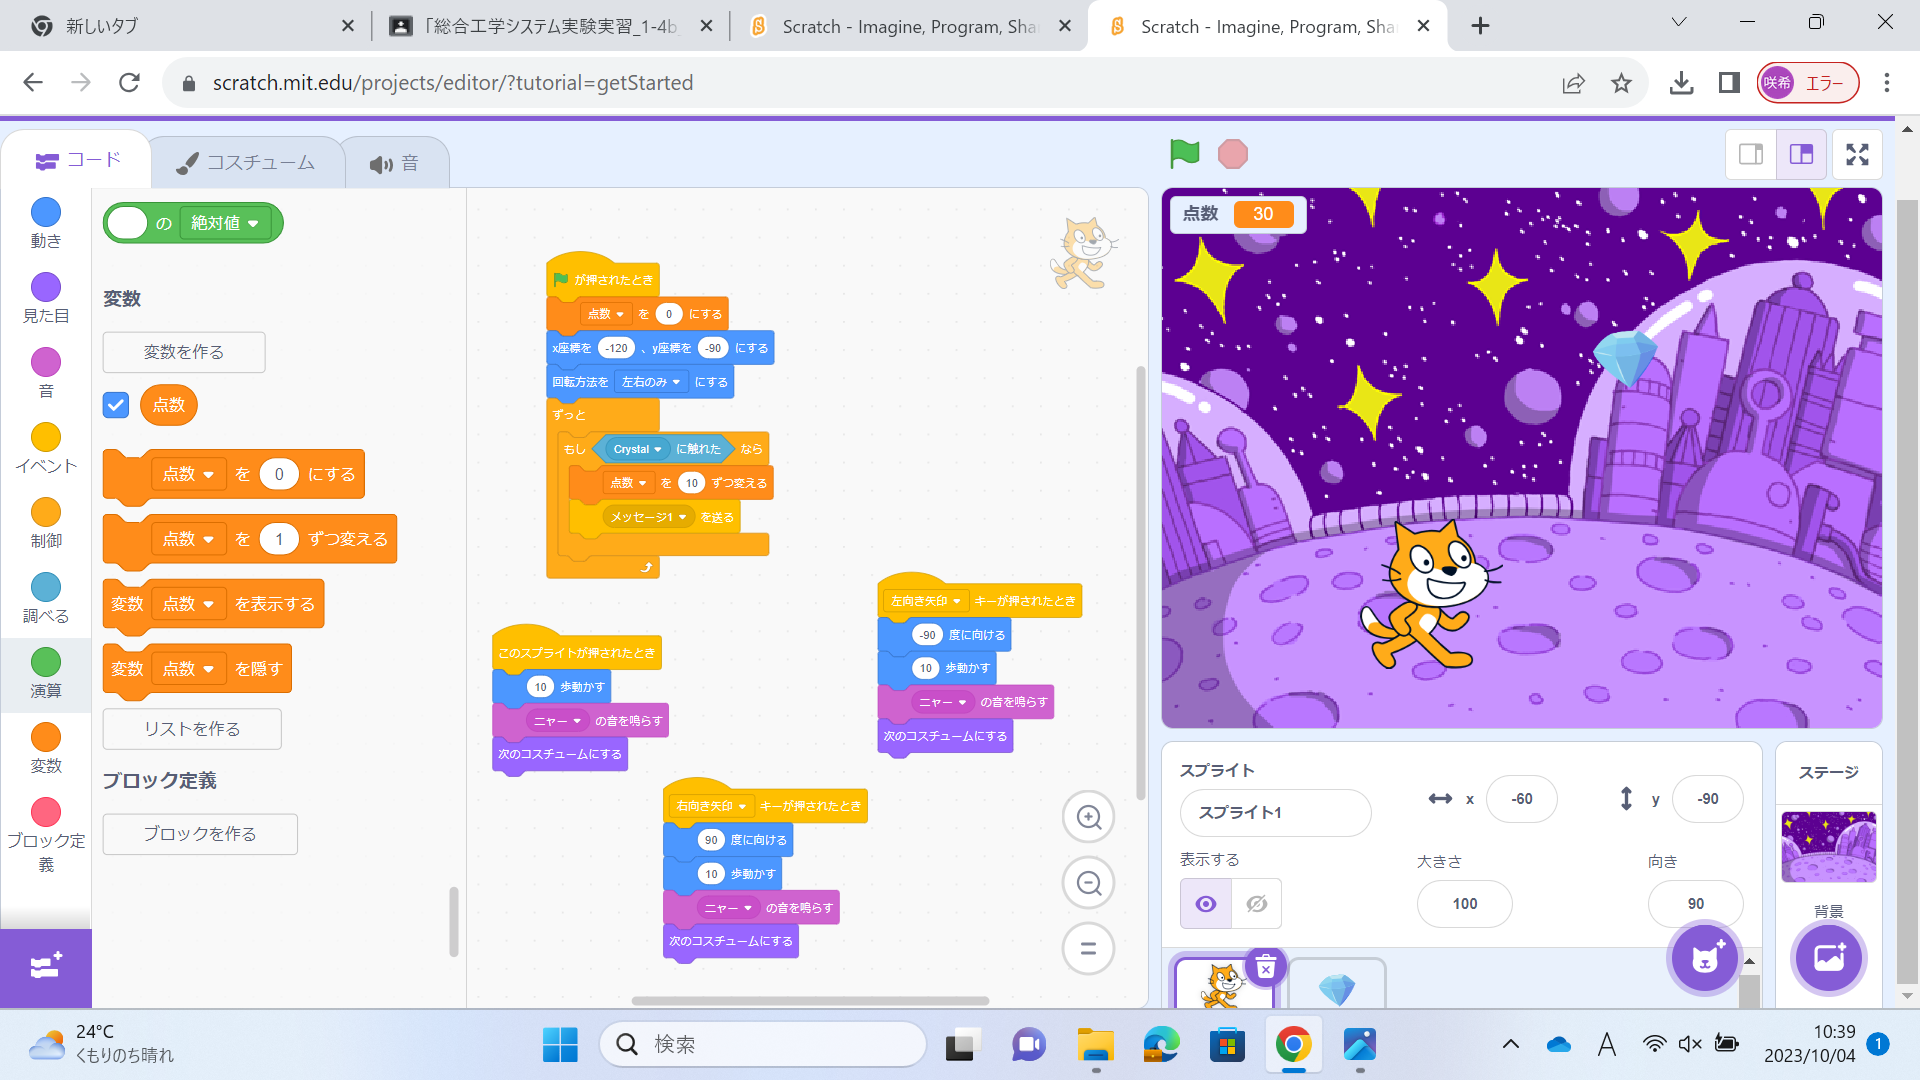 新しいタブ
「総合工学システム実験実習_1-4b_
Scratch - Imagine, Program, Sha
Scratch - Imagine, Program, Sha
scratch.mit.edu/projects/editor/?tutorial=getStarted
咲希 エラー
コード
コスチューム
音
動き
見た目
音
イベント
制御
調べる
演算
変数
ブロック定
義
の 絶対値
変数
変数を作る
点数
点数 を 0 にする
点数 を 1 ずつ変える
変数 点数 を表示する
変数 点数 を隠す
リストを作る
ブロック定義
ブロックを作る
が押されたとき
点数 を 0 にする
x座標を -120 、y座標を -90 にする
回転方法を 左右のみ にする
ずっと
もし Crystal に触れた なら
点数 を 10 ずつ変える
メッセージ1 を送る
このスプライトが押されたとき
10 歩動かす
ニャー の音を鳴らす
次のコスチュームにする
左向き矢印 キーが押されたとき
-90 度に向ける
10 歩動かす
ニャー の音を鳴らす
次のコスチュームにする
右向き矢印 キーが押されたとき
90 度に向ける
10 歩動かす
ニャー の音を鳴らす
次のコスチュームにする
点数 30
スプライト
スプライト1
x -60
y -90
表示する
大きさ
100
向き
90
ステージ
背景
24°C
くもりのち晴れ
検索
A
10:39
2023/10/04
1